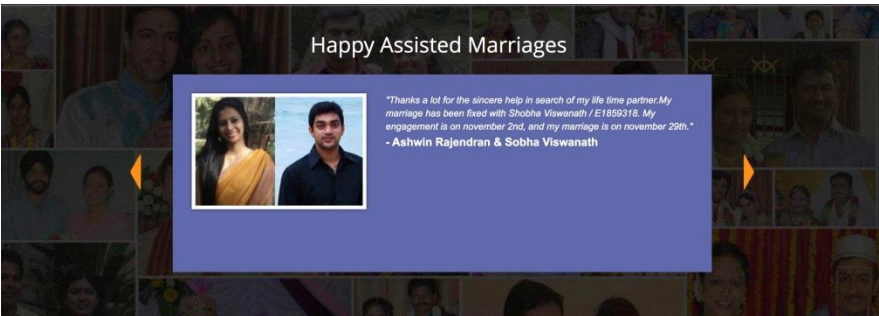 Happy Assisted Marriages
"Thanks a lot for the sincere help in search of my life time partner.My
marriage has been fixed with Shobha Viswanath / E1859318. My
engagement is on november 2nd, and my marriage is on november 29th."
- Ashwin Rajendran & Sobha Viswanath